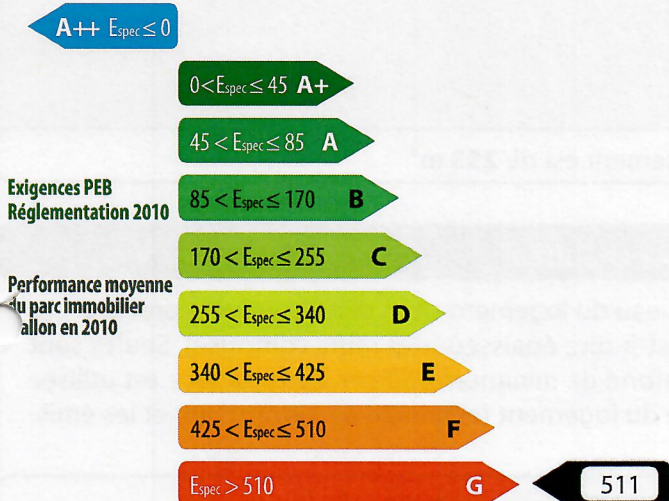 A++ Espec ≤ 0
0 < Espec ≤ 45 A+
45 < Espec ≤ 85 A
Exigences PEB
Réglementation 2010
85 < Espec ≤ 170 B
170 < Espec ≤ 255 C
Performance moyenne
du parc immobilier
allon en 2010
255 < Espec ≤ 340 D
340 < Espec ≤ 425 E
425 < Espec ≤ 510 F
Espec > 510 G
511